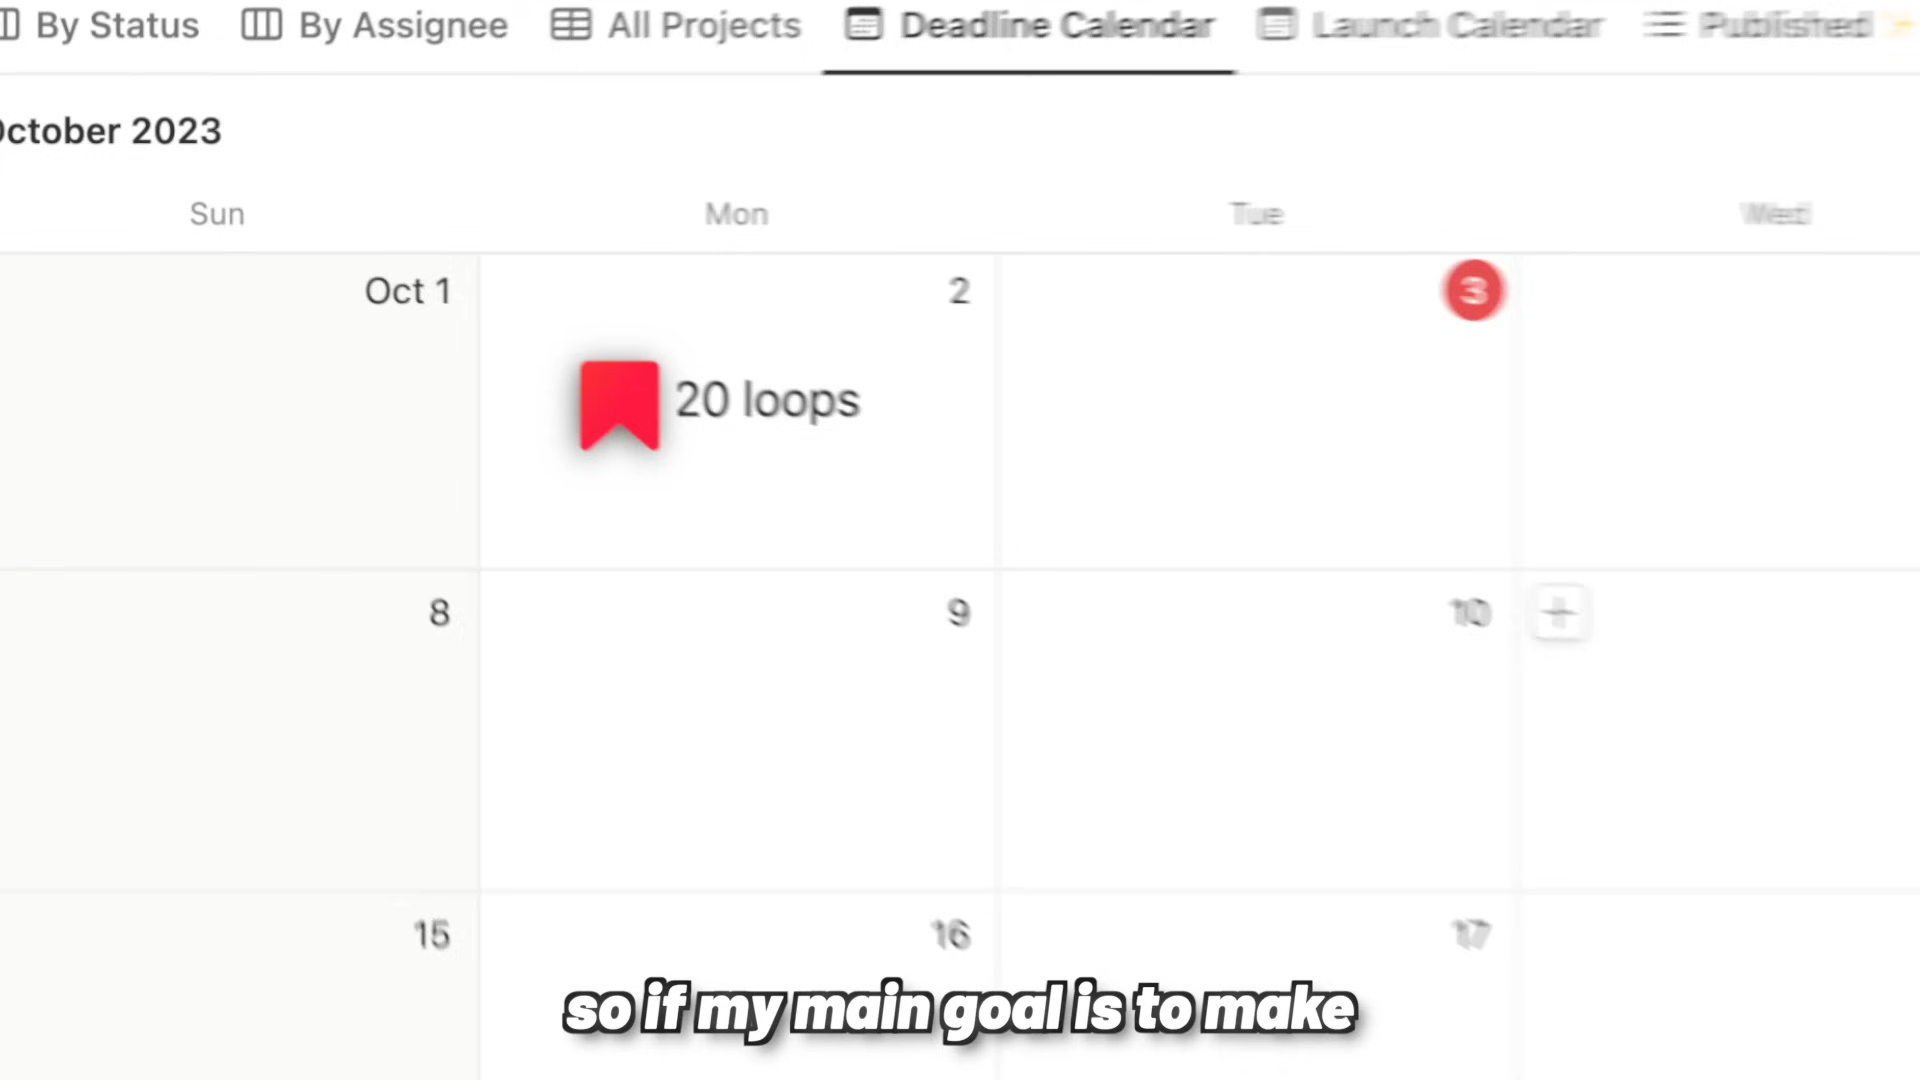 By Status By Assignee All Projects Deadline Calendar Launch Calendar Published
October 2023
Sun Mon Tue Wed
Oct 1 2 3
20 loops
8 9 10
15 16 17
so if my main goal is to make